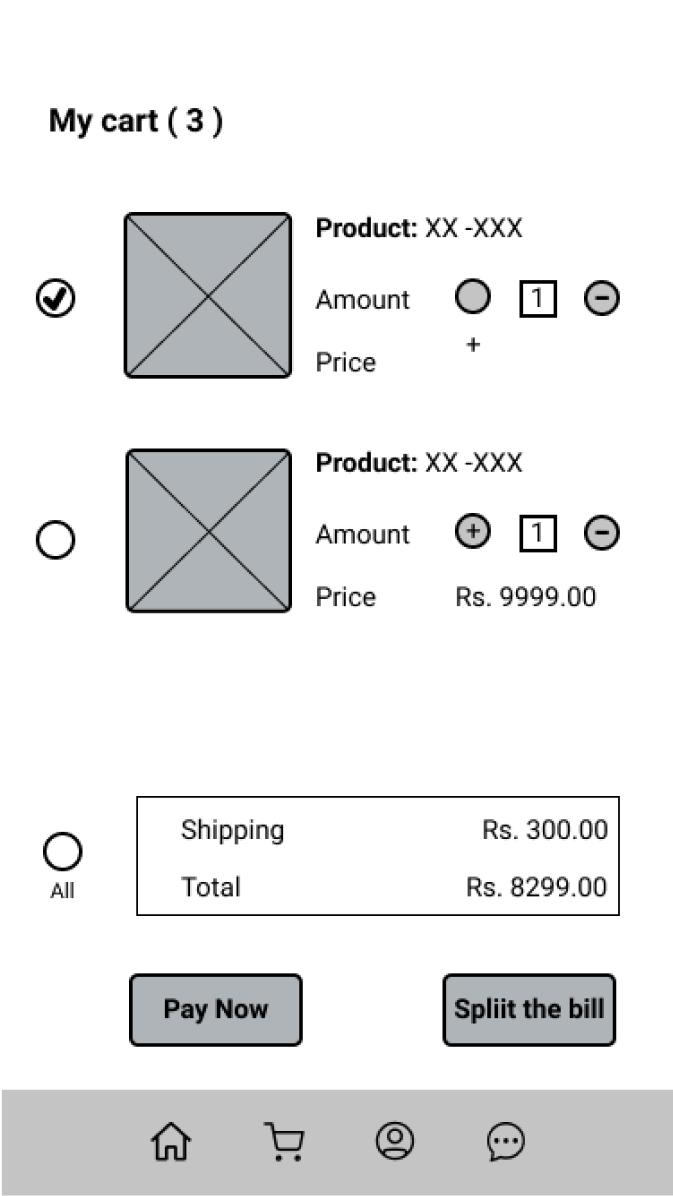 My cart ( 3 )
Product: XX -XXX
Amount 1 -
+
Price
Product: XX -XXX
Amount + 1 -
Price Rs. 9999.00
Shipping Rs. 300.00
Total Rs. 8299.00
All
Pay Now Spliit the bill